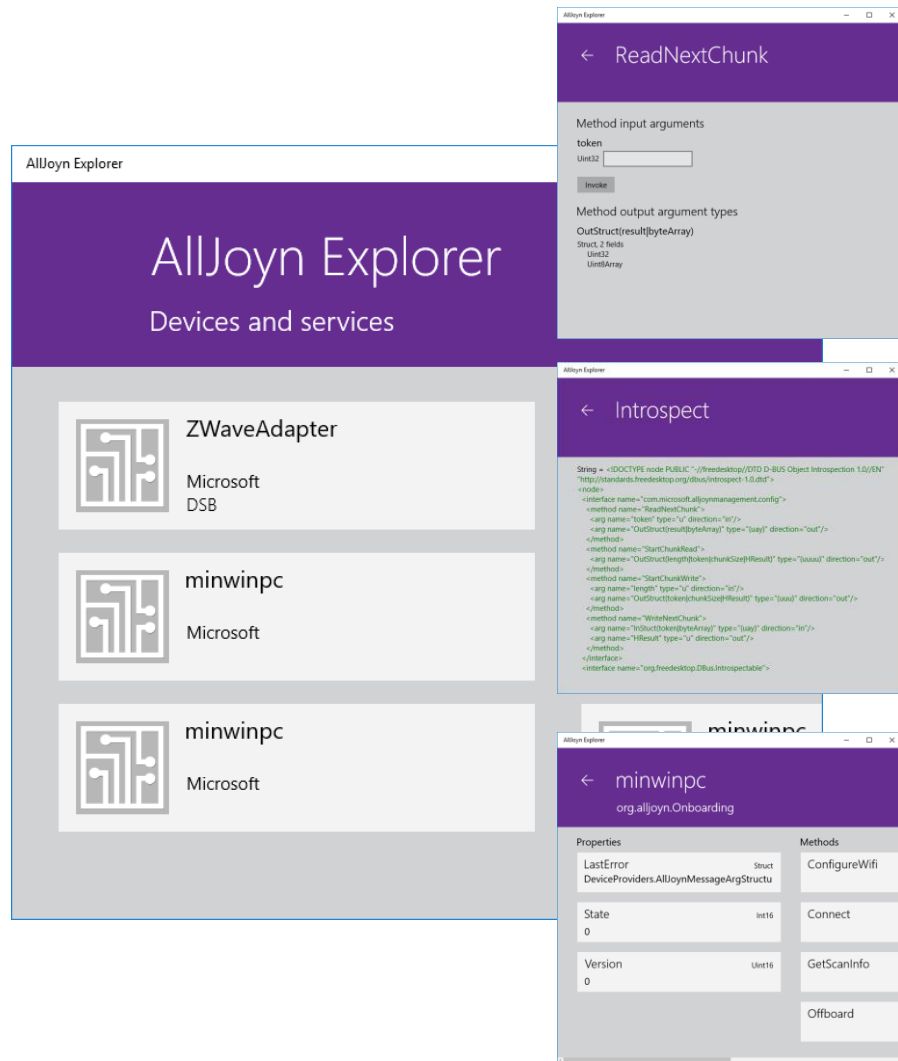 AllJoyn Explorer
AllJoyn Explorer
Devices and services
ZWaveAdapter
Microsoft
DSB
minwinpc
Microsoft
minwinpc
Microsoft
minwinpc
AllJoyn Explorer
ReadNextChunk
Method input arguments
token
Uint32
Invoke
Method output argument types
OutStruct(result|byteArray)
Struct, 2 fields
Uint32
Uint8Array
AllJoyn Explorer
Introspect
String = <!DOCTYPE node PUBLIC "-//freedesktop//DTD D-BUS Object Introspection 1.0//EN"
"http://standards.freedesktop.org/dbus/introspect-1.0.dtd">
<node>
<interface name="com.microsoft.alljoynmanagement.config">
<method name="ReadNextChunk">
<arg name="token" type="u" direction="in"/>
<arg name="OutStruct(result|byteArray)" type="(uay)" direction="out"/>
</method>
<method name="StartChunkRead">
<arg name="OutStruct(length|token|chunkSize|HResult)" type="(uuuu)" direction="out"/>
</method>
<method name="StartChunkWrite">
<arg name="length" type="u" direction="in"/>
<arg name="OutStruct(token|chunkSize|HResult)" type="(uuu)" direction="out"/>
</method>
<method name="WriteNextChunk">
<arg name="InStuct(token|byteArray)" type="(uay)" direction="in"/>
<arg name="HResult" type="u" direction="out"/>
</method>
</interface>
<interface name="org.freedesktop.DBus.Introspectable">
AllJoyn Explorer
minwinpc
org.alljoyn.Onboarding
Properties
Methods
LastError
Struct
DeviceProviders.AllJoynMessageArgStructu
ConfigureWifi
State
Int16
0
Connect
Version
Uint16
0
GetScanInfo
Offboard